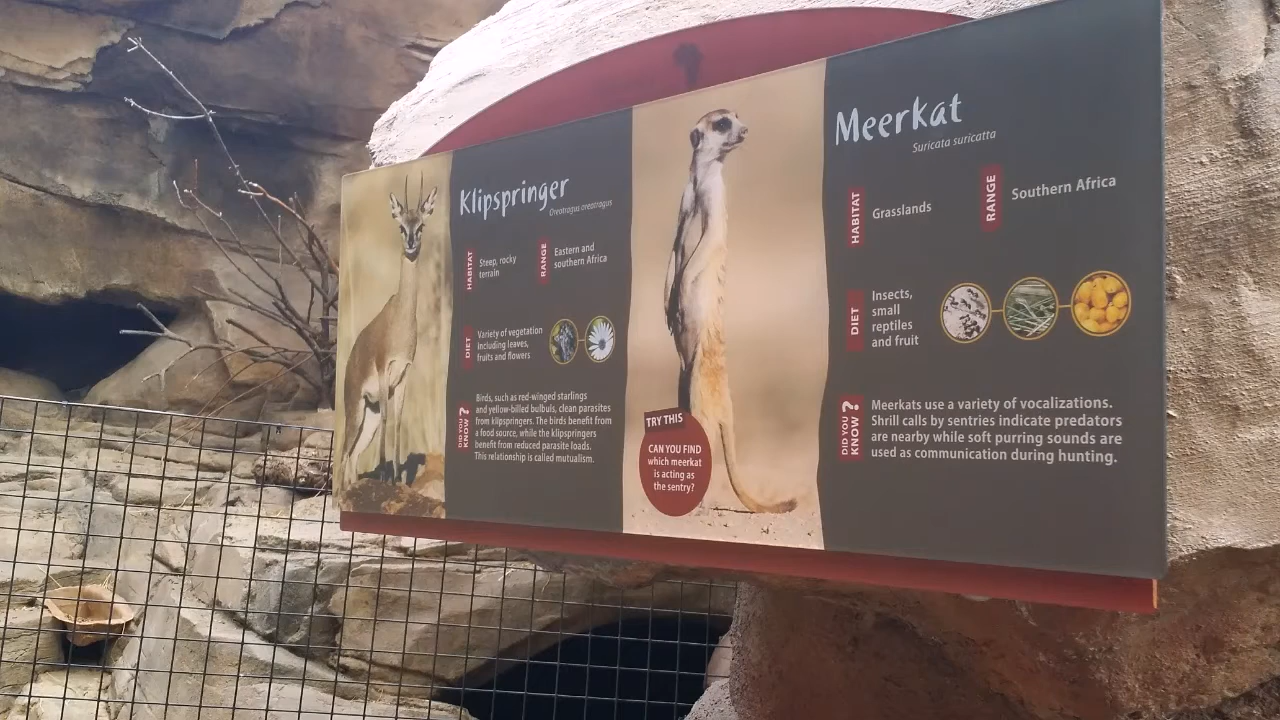 Klipspringer
Oreotragus oreotragus
HABITAT
Steep, rocky
terrain
RANGE
Eastern and
southern Africa
DIET
Variety of vegetation
including leaves,
fruits and flowers
DID YOU
KNOW?
Birds, such as red-winged starlings
and yellow-billed bulbuls, clean parasites
from klipspringers. The birds benefit from
a food source, while the klipspringers
benefit from reduced parasite loads.
This relationship is called mutualism.
TRY THIS
CAN YOU FIND
which meerkat
is acting as
the sentry?
Meerkat
Suricata suricatta
HABITAT
Grasslands
RANGE
Southern Africa
DIET
Insects,
small
reptiles
and fruit
DID YOU
KNOW?
Meerkats use a variety of vocalizations.
Shrill calls by sentries indicate predators
are nearby while soft purring sounds are
used as communication during hunting.